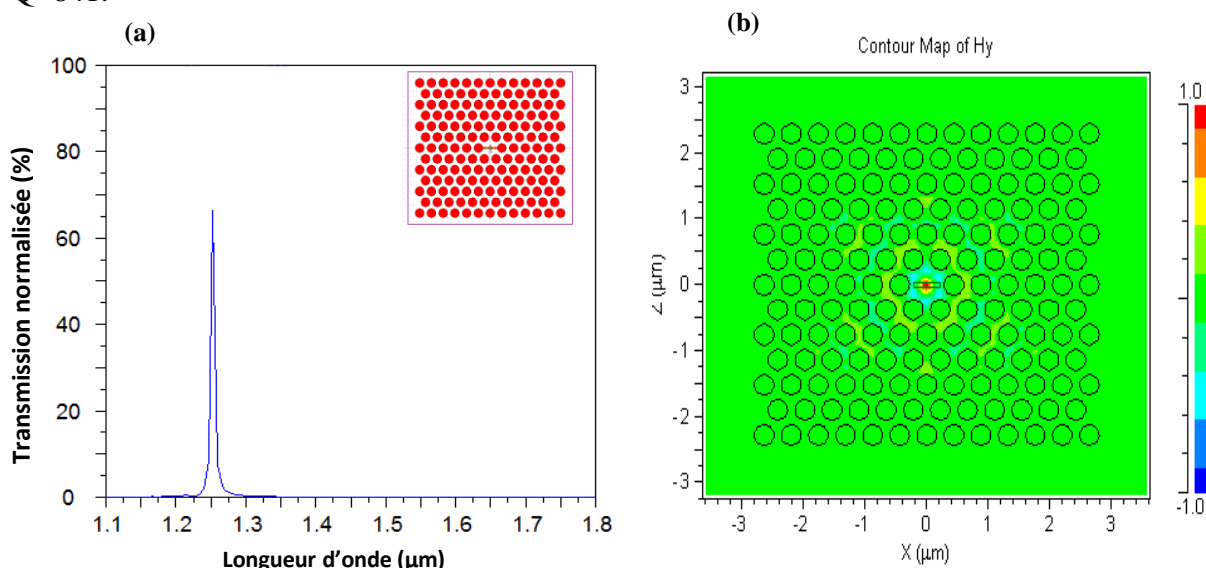 (a)
100
80
60
40
20
0
Transmission normalisée (%)
1.1 1.2 1.3 1.4 1.5 1.6 1.7 1.8
Longueur d’onde (µm)
(b)
Contour Map of Hy
3
2
1
0
-1
-2
-3
Z (µm)
-3 -2 -1 0 1 2 3
X (µm)
1.0
-1.0